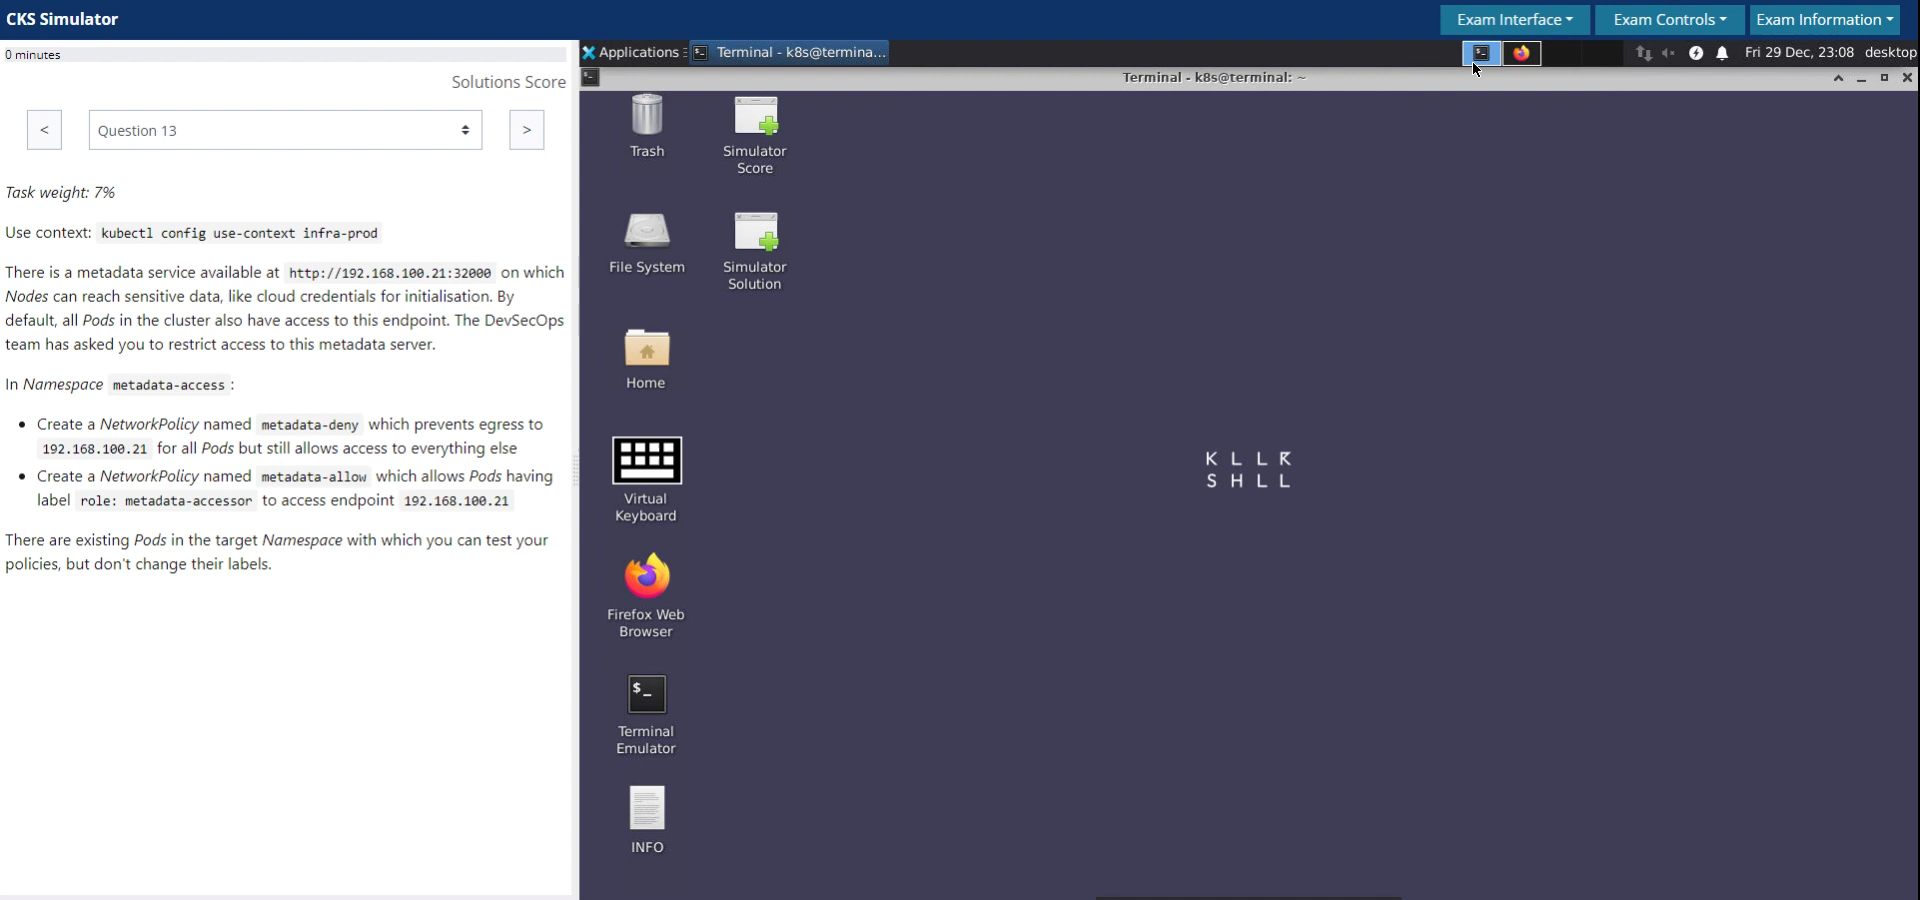 CKS Simulator
Exam Interface
Exam Controls
Exam Information
0 minutes
Solutions Score
<
Question 13
>
Task weight: 7%
Use context: kubectl config use-context infra-prod
There is a metadata service available at http://192.168.100.21:32000 on which
Nodes can reach sensitive data, like cloud credentials for initialisation. By
default, all Pods in the cluster also have access to this endpoint. The DevSecOps
team has asked you to restrict access to this metadata server.
In Namespace metadata-access :
• Create a NetworkPolicy named metadata-deny which prevents egress to
192.168.100.21 for all Pods but still allows access to everything else
• Create a NetworkPolicy named metadata-allow which allows Pods having
label role: metadata-accessor to access endpoint 192.168.100.21
There are existing Pods in the target Namespace with which you can test your
policies, but don't change their labels.
Applications
Terminal - k8s@termina...
Fri 29 Dec, 23:08 desktop
Terminal - k8s@terminal: ~
Trash
Simulator
Score
File System
Simulator
Solution
Home
Virtual
Keyboard
Firefox Web
Browser
$_
Terminal
Emulator
INFO
K L L R
S H L L